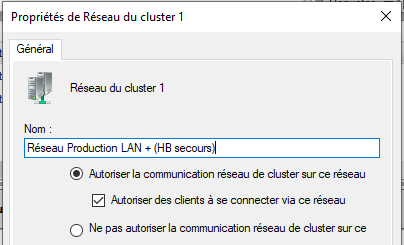 Propriétés de Réseau du cluster 1
Général
Réseau du cluster 1
Nom :
Réseau Production LAN + (HB secours)
Autoriser la communication réseau de cluster sur ce réseau
Autoriser des clients à se connecter via ce réseau
Ne pas autoriser la communication réseau de cluster sur ce